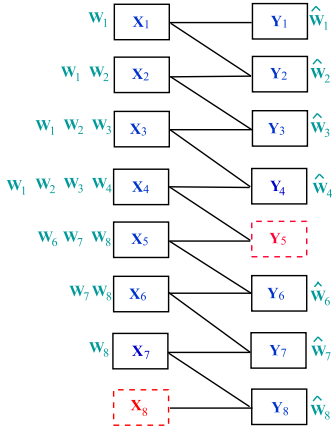 W₁ X₁ Y₁ Ŵ₁
W₁ W₂ X₂ Y₂ Ŵ₂
W₁ W₂ W₃ X₃ Y₃ Ŵ₃
W₁ W₂ W₃ W₄ X₄ Y₄ Ŵ₄
W₆ W₇ W₈ X₅ Y₅
W₇ W₈ X₆ Y₆ Ŵ₆
W₈ X₇ Y₇ Ŵ₇
X₈ Y₈ Ŵ₈